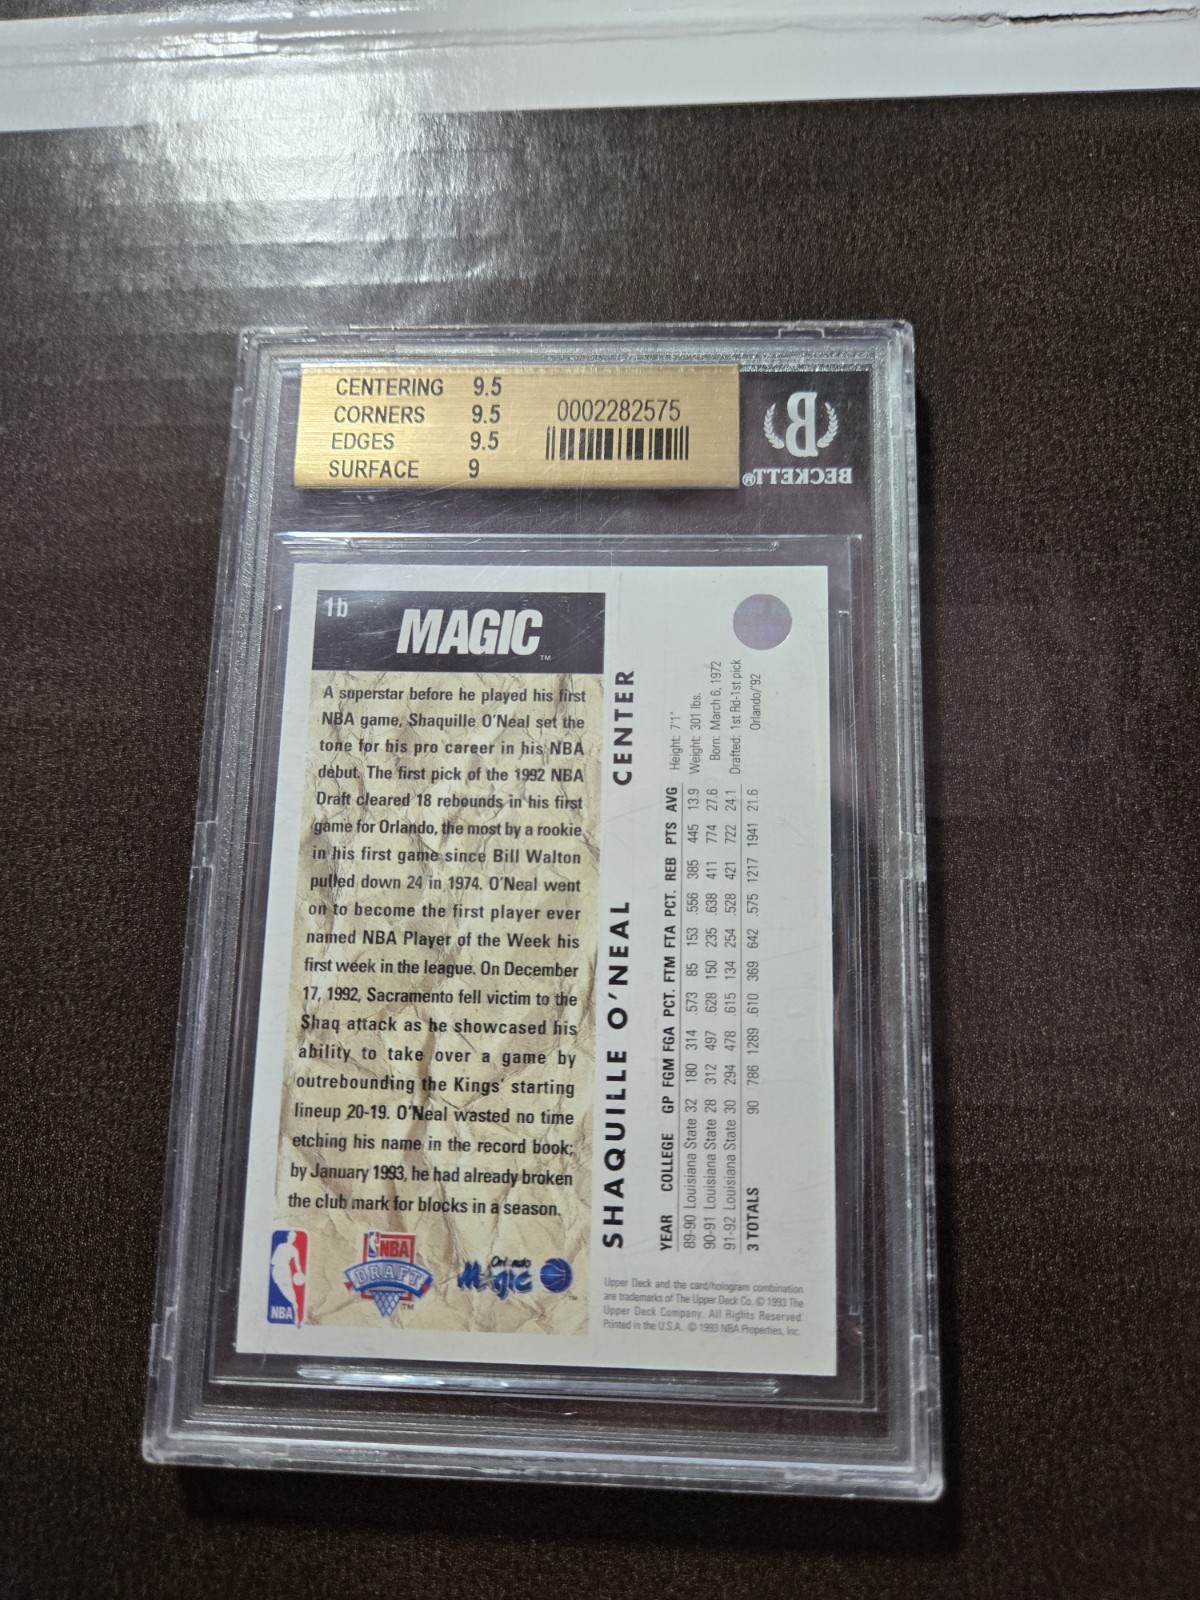 CENTERING 9.5
CORNERS 9.5
EDGES 9.5
SURFACE 9
0002282575
BECKETT®
1b
MAGIC™
A superstar before he played his first
NBA game, Shaquille O'Neal set the
tone for his pro career in his NBA
debut. The first pick of the 1992 NBA
Draft cleared 18 rebounds in his first
game for Orlando, the most by a rookie
in his first game since Bill Walton
pulled down 24 in 1974. O'Neal went
on to become the first player ever
named NBA Player of the Week his
first week in the league. On December
17, 1992, Sacramento fell victim to the
Shaq attack as he showcased his
ability to take over a game by
outrebounding the Kings' starting
lineup 20-19. O'Neal wasted no time
etching his name in the record book;
by January 1993, he had already broken
the club mark for blocks in a season.
NBA
NBA
DRAFT™
Orlando
Magic™
SHAQUILLE O'NEAL CENTER
Height: 7'1"
Weight: 301 lbs.
Born: March 6, 1972
Drafted: 1st Rd-1st pick
Orlando/'92
YEAR COLLEGE GP FGM FGA PCT. FTM FTA PCT. REB PTS AVG
89-90 Louisiana State 32 180 314 .573 85 153 .556 385 445 13.9
90-91 Louisiana State 28 312 497 .628 150 235 .638 411 774 27.6
91-92 Louisiana State 30 294 478 .615 134 254 .528 421 722 24.1
3 TOTALS 90 786 1289 .610 369 642 .575 1217 1941 21.6
Upper Deck and the card/hologram combination
are trademarks of The Upper Deck Co. © 1993 The
Upper Deck Company. All Rights Reserved.
Printed in the U.S.A. © 1993 NBA Properties, Inc.